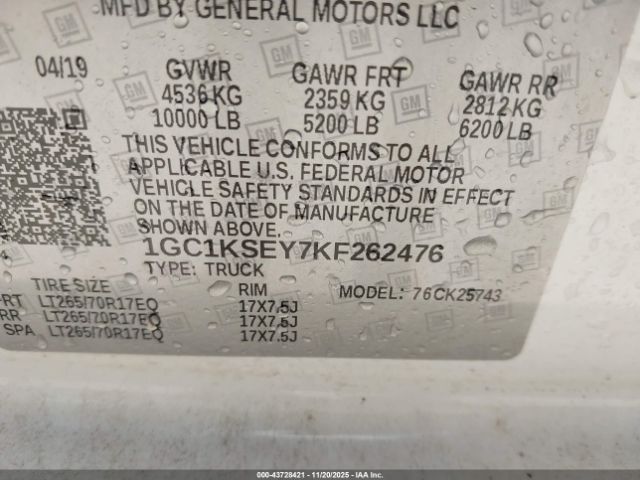 MFD BY GENERAL MOTORS LLC
04/19 GVWR GAWR FRT GAWR RR
4536 KG 2359 KG 2812 KG
10000 LB 5200 LB 6200 LB
THIS VEHICLE CONFORMS TO ALL
APPLICABLE U.S. FEDERAL MOTOR
VEHICLE SAFETY STANDARDS IN EFFECT
ON THE DATE OF MANUFACTURE
SHOWN ABOVE.
1GC1KSEY7KF262476
TYPE: TRUCK
TIRE SIZE RIM MODEL: 76CK25743
FRT LT265/70R17EQ 17X7.5J
RR LT265/70R17EQ 17X7.5J
SPA LT265/70R17EQ 17X7.5J
GM
000-43728421 - 11/20/2025 - IAAI.com